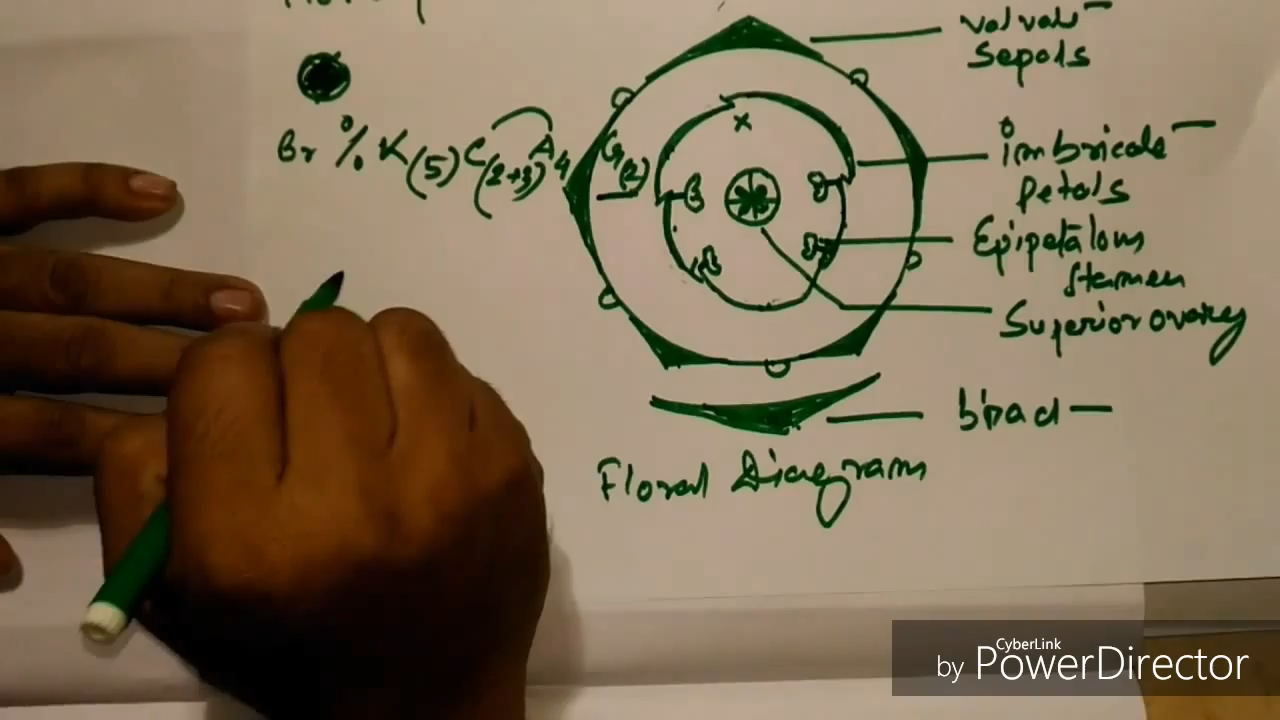 Br % K(5) C(2+3) A4 G(2)
valvate
Sepals
imbricate
petals
Epipetalous
stamen
Superior ovary
bract
Floral Diagram
CyberLink
by PowerDirector